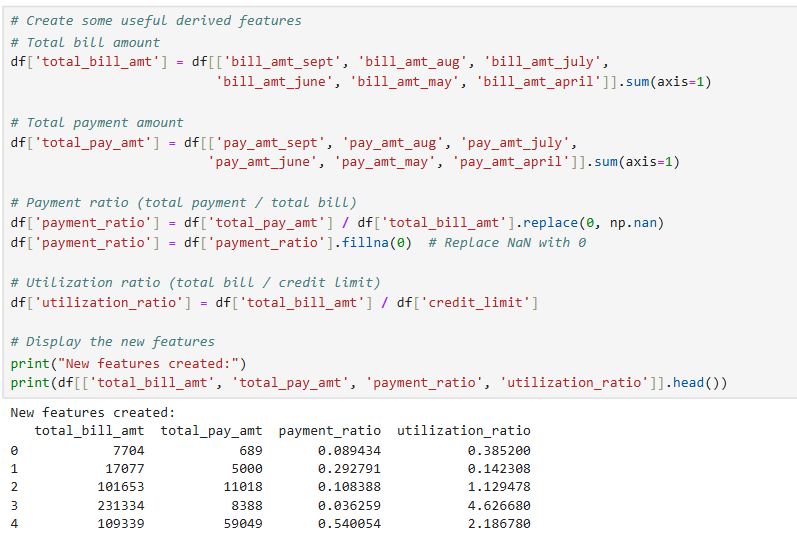 # Create some useful derived features
# Total bill amount
df['total_bill_amt'] = df[['bill_amt_sept', 'bill_amt_aug', 'bill_amt_july',
                          'bill_amt_june', 'bill_amt_may', 'bill_amt_april']].sum(axis=1)

# Total payment amount
df['total_pay_amt'] = df[['pay_amt_sept', 'pay_amt_aug', 'pay_amt_july',
                         'pay_amt_june', 'pay_amt_may', 'pay_amt_april']].sum(axis=1)

# Payment ratio (total payment / total bill)
df['payment_ratio'] = df['total_pay_amt'] / df['total_bill_amt'].replace(0, np.nan)
df['payment_ratio'] = df['payment_ratio'].fillna(0)  # Replace NaN with 0

# Utilization ratio (total bill / credit limit)
df['utilization_ratio'] = df['total_bill_amt'] / df['credit_limit']

# Display the new features
print("New features created:")
print(df[['total_bill_amt', 'total_pay_amt', 'payment_ratio', 'utilization_ratio']].head())
New features created:
   total_bill_amt  total_pay_amt  payment_ratio  utilization_ratio
0            7704            689       0.089434           0.385200
1           17077           5000       0.292791           0.142308
2          101653          11018       0.108388           1.129478
3          231334           8388       0.036259           4.626680
4          109339          59049       0.540054           2.186780